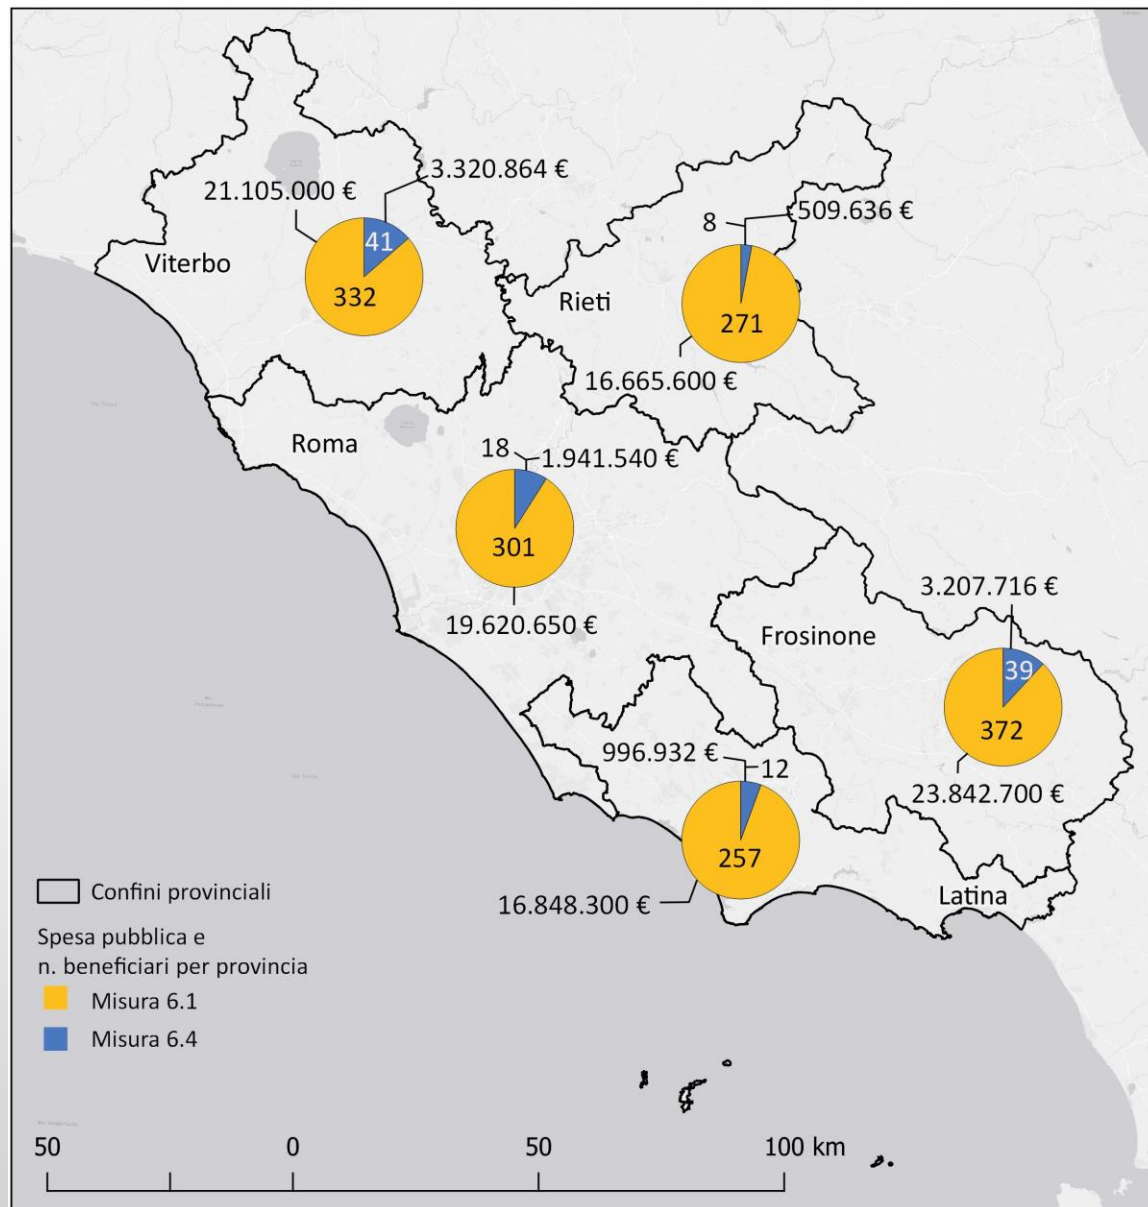 3.320.864 €
21.105.000 €
41
Viterbo
332
8
509.636 €
Rieti
271
16.665.600 €
Roma
18
1.941.540 €
301
19.620.650 €
3.207.716 €
Frosinone
39
372
23.842.700 €
996.932 €
12
257
16.848.300 €
Latina
Confini provinciali
Spesa pubblica e
n. beneficiari per provincia
Misura 6.1
Misura 6.4
50 0 50 100 km